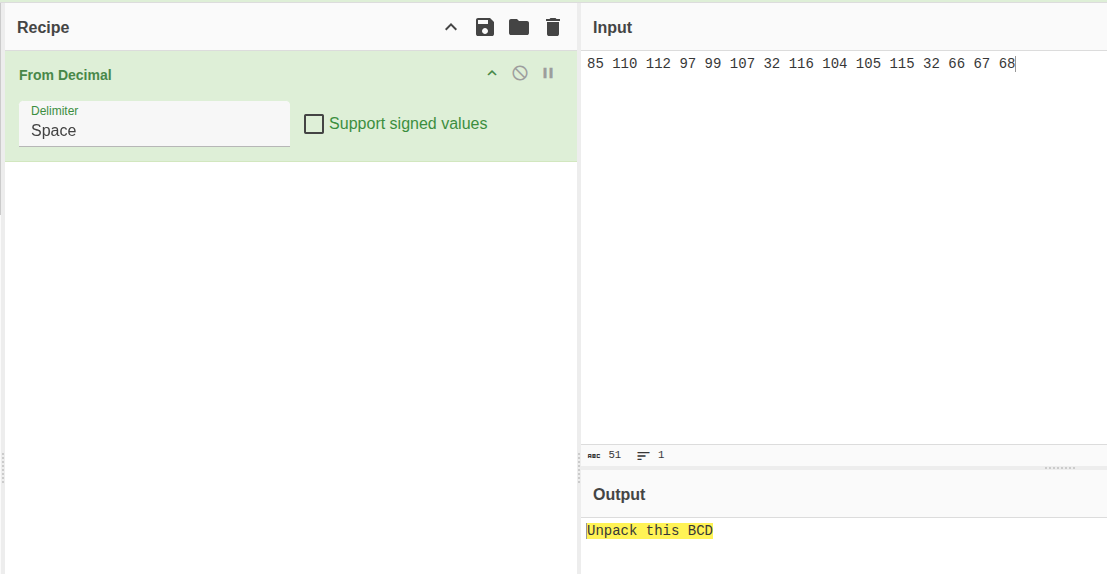 Recipe
From Decimal
Delimiter
Space
Support signed values
Input
85 110 112 97 99 107 32 116 104 105 115 32 66 67 68
ABC 51 1
Output
Unpack this BCD